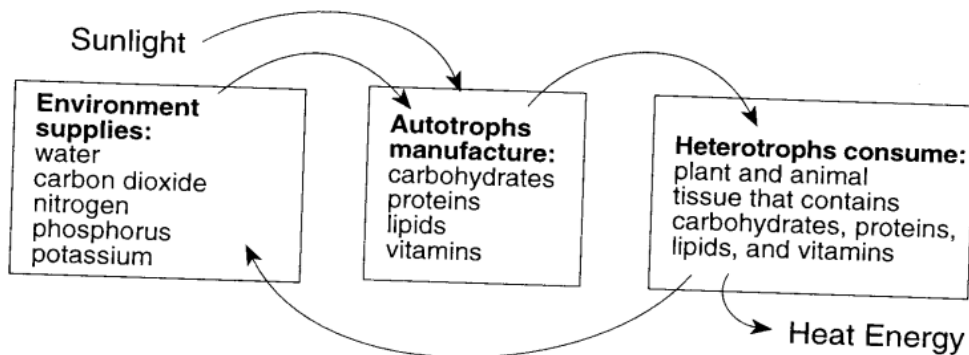 Sunlight
Environment
supplies:
water
carbon dioxide
nitrogen
phosphorus
potassium
Autotrophs
manufacture:
carbohydrates
proteins
lipids
vitamins
Heterotrophs consume:
plant and animal
tissue that contains
carbohydrates, proteins,
lipids, and vitamins
Heat Energy